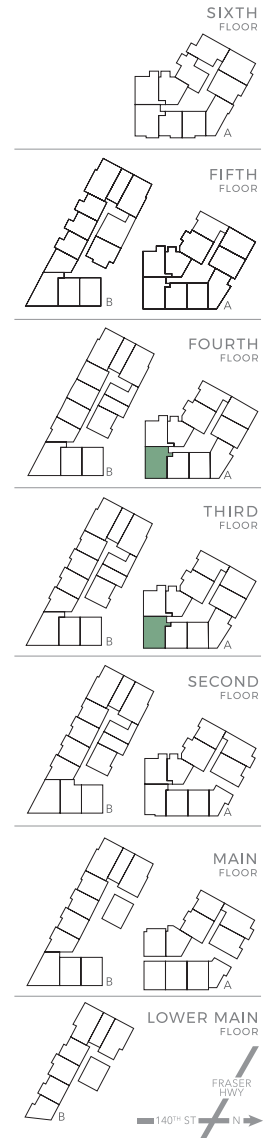 SIXTH
FLOOR
A
FIFTH
FLOOR
B
A
FOURTH
FLOOR
B
A
THIRD
FLOOR
B
A
SECOND
FLOOR
B
A
MAIN
FLOOR
B
A
LOWER MAIN
FLOOR
B
FRASER
HWY
140TH ST
N